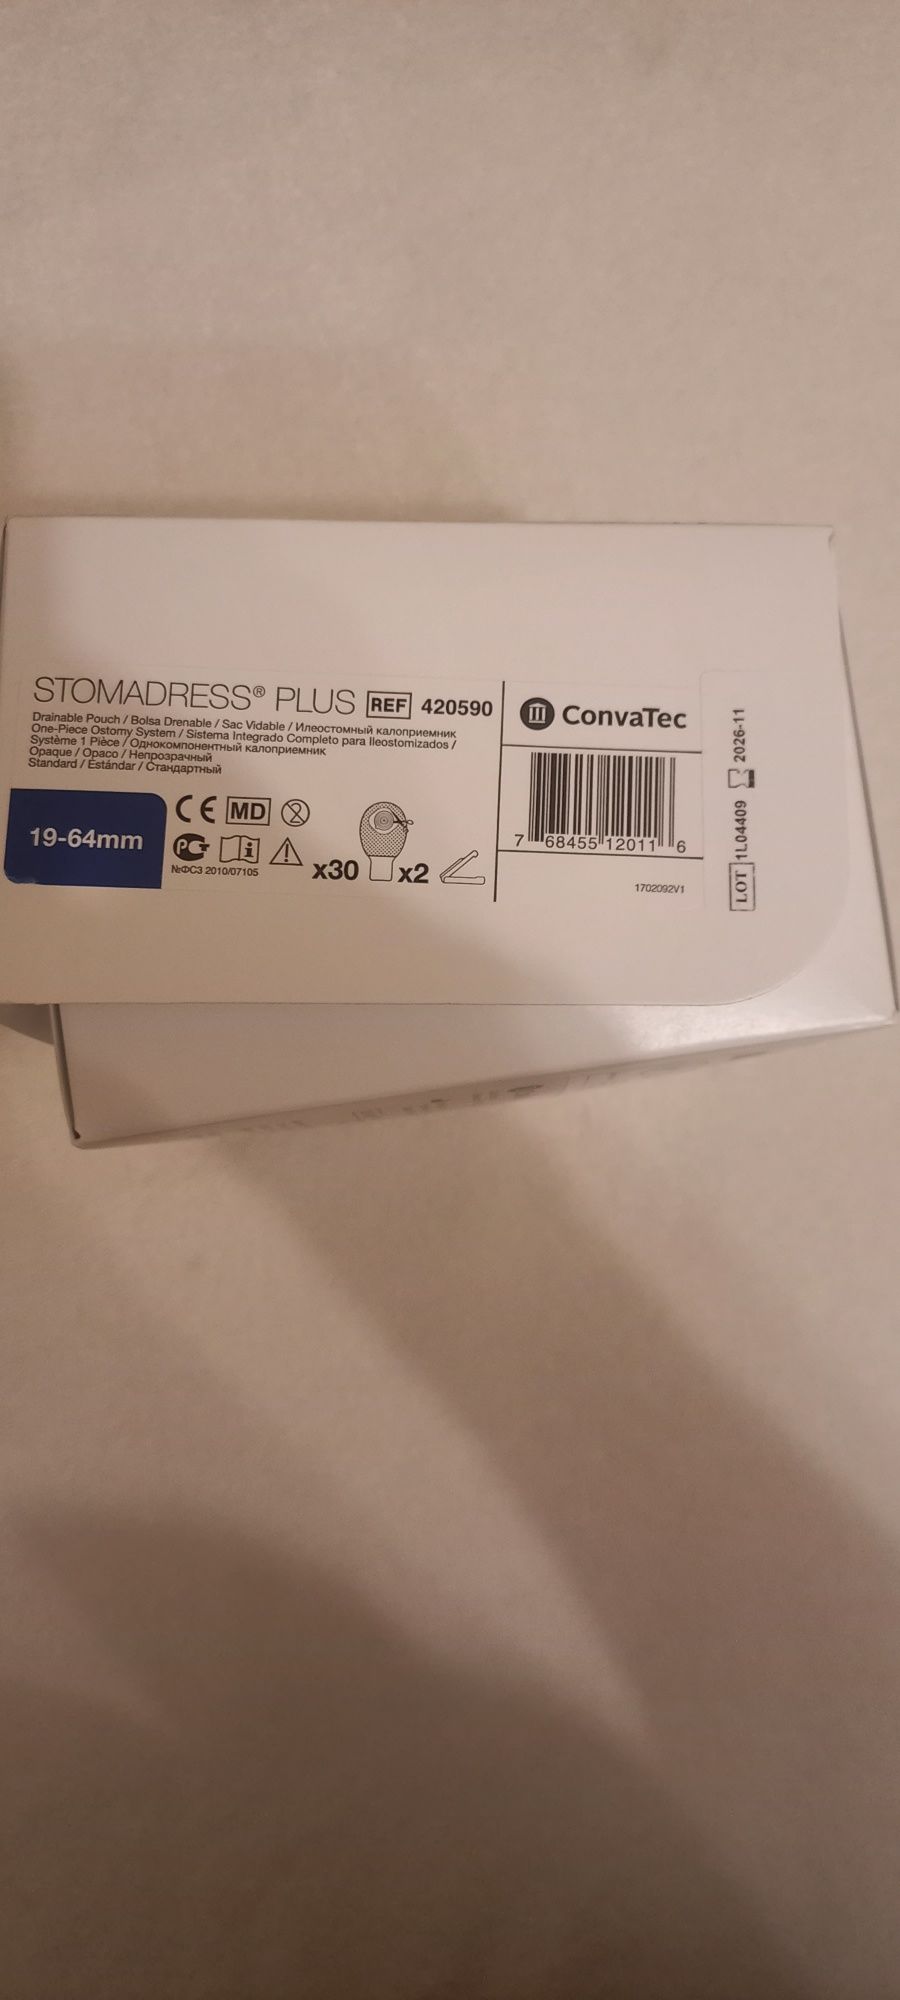 STOMADRESS® PLUS REF 420590
Drainable Pouch / Bolsa Drenable / Sac Vidable / Илеостомный калоприемник
One-Piece Ostomy System / Sistema Integrado Completo para Ileostomizados /
Système 1 Pièce / Однокомпонентный калоприемник
Opaque / Opaco / Непрозрачный
Standard / Estándar / Стандартный
19-64mm
CE MD 2
РСТ i
№ФСЗ 2010/07105
x30 x2
ConvaTec
7 68455 12011 6
1702092V1
LOT 1L04409 2026-11